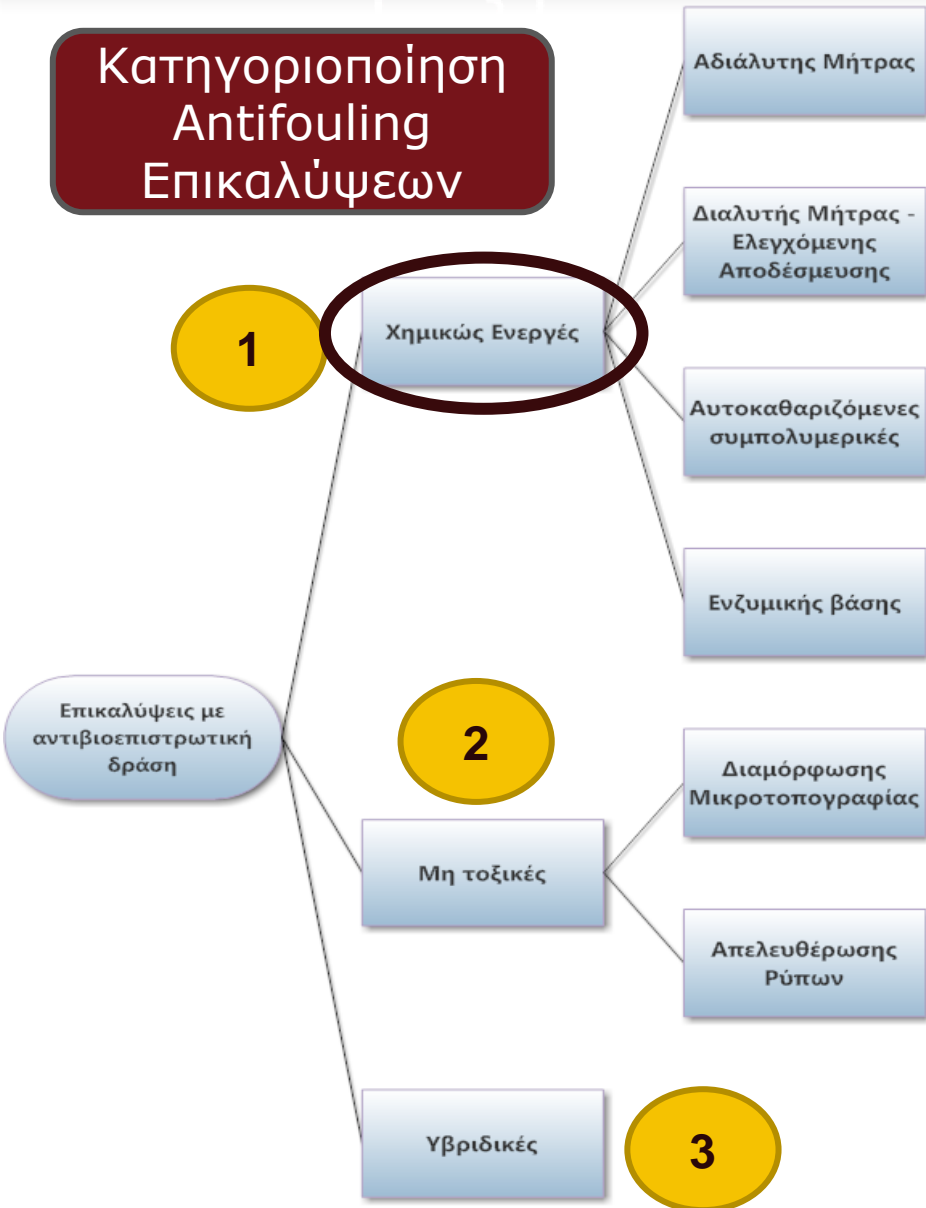 Κατηγοριοποίηση
Antifouling
Επικαλύψεων
Αδιάλυτης Μήτρας
Διαλυτής Μήτρας -
Ελεγχόμενης
Αποδέσμευσης
1
Χημικώς Ενεργές
Αυτοκαθαριζόμενες
συμπολυμερικές
Ενζυμικής βάσης
Επικαλύψεις με
αντιβιοεπιστρωτική
δράση
2
Διαμόρφωσης
Μικροτοπογραφίας
Μη τοξικές
Απελευθέρωσης
Ρύπων
Υβριδικές
3